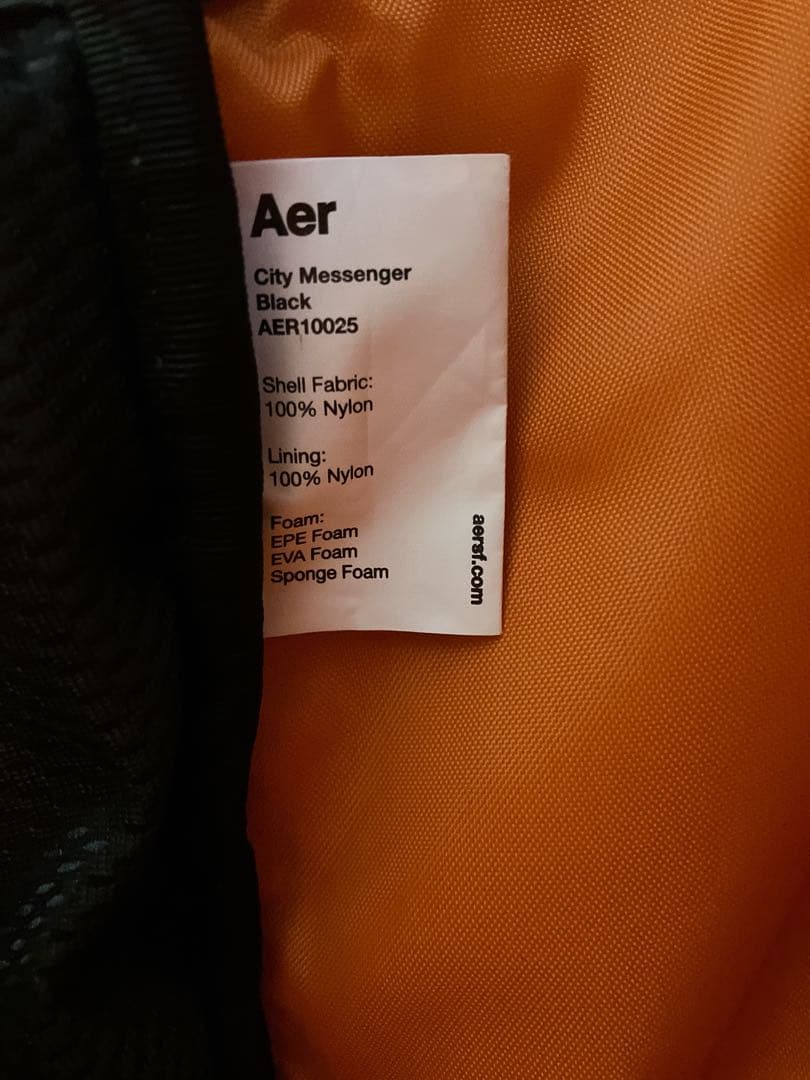 Aer
City Messenger
Black
AER10025
Shell Fabric:
100% Nylon
Lining:
100% Nylon
Foam:
EPE Foam
EVA Foam
Sponge Foam
aersf.com